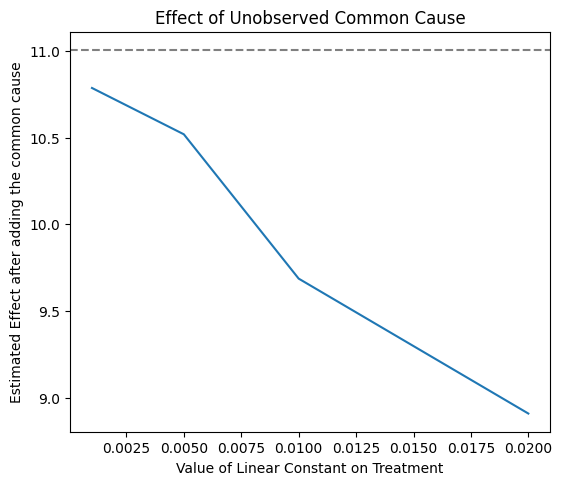 Effect of Unobserved Common Cause
Estimated Effect after adding the common cause
11.0
10.5
10.0
9.5
9.0
0.0025 0.0050 0.0075 0.0100 0.0125 0.0150 0.0175 0.0200
Value of Linear Constant on Treatment